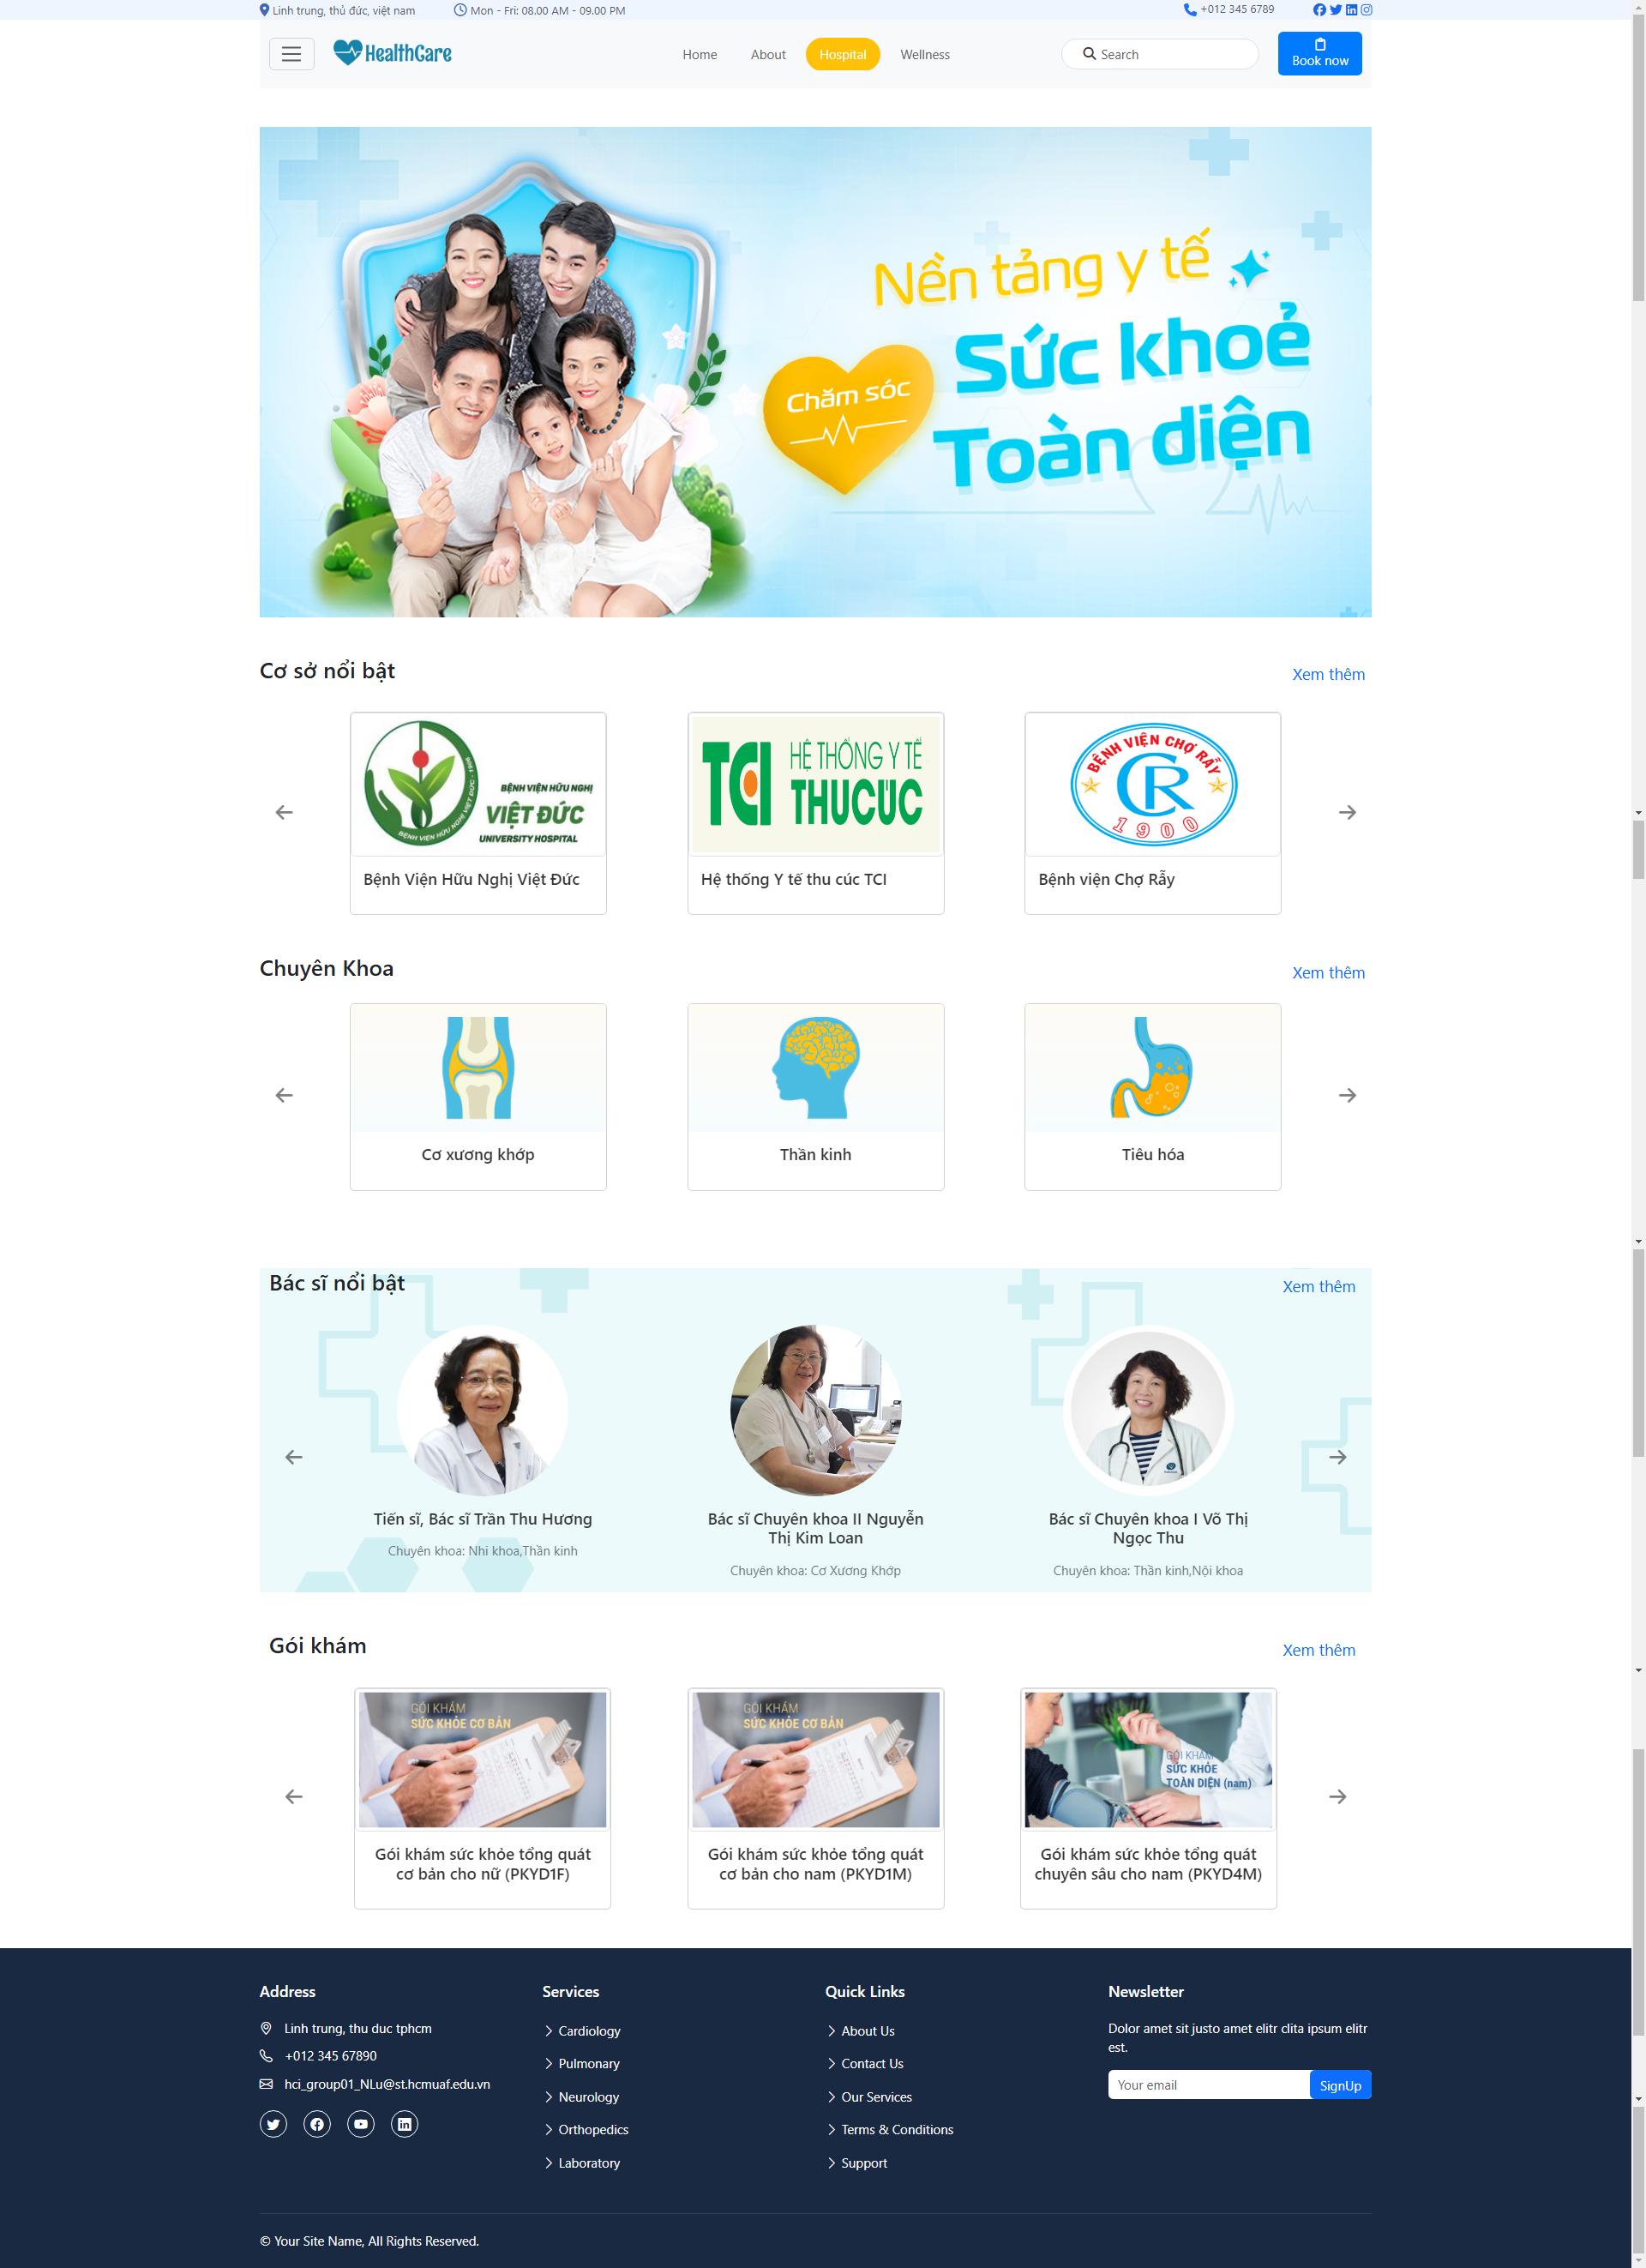 Linh trung, thủ đức, việt nam
Mon - Fri: 08.00 AM - 09.00 PM
+012 345 6789
HealthCare
Home
About
Hospital
Wellness
Search
Book now
Nền tảng y tế
Chăm sóc
Sức khoẻ
Toàn diện
Cơ sở nổi bật
Xem thêm
BỆNH VIỆN HỮU NGHỊ
VIỆT ĐỨC
UNIVERSITY HOSPITAL
BỆNH VIỆN HỮU NGHỊ VIỆT ĐỨC - 1906
Bệnh Viện Hữu Nghị Việt Đức
TCI
HỆ THỐNG Y TẾ
THUCÚC
Hệ thống Y tế thu cúc TCI
BỆNH VIỆN CHỢ RẪY
CR
1900
Bệnh viện Chợ Rẫy
Chuyên Khoa
Xem thêm
Cơ xương khớp
Thần kinh
Tiêu hóa
Bác sĩ nổi bật
Xem thêm
Tiến sĩ, Bác sĩ Trần Thu Hương
Chuyên khoa: Nhi khoa,Thần kinh
Bác sĩ Chuyên khoa II Nguyễn
Thị Kim Loan
Chuyên khoa: Cơ Xương Khớp
Bác sĩ Chuyên khoa I Võ Thị
Ngọc Thu
Chuyên khoa: Thần kinh,Nội khoa
Gói khám
Xem thêm
GÓI KHÁM
SỨC KHỎE CƠ BẢN
Gói khám sức khỏe tổng quát
cơ bản cho nữ (PKYD1F)
GÓI KHÁM
SỨC KHỎE CƠ BẢN
Gói khám sức khỏe tổng quát
cơ bản cho nam (PKYD1M)
GÓI KHÁM
SỨC KHỎE
TOÀN DIỆN (nam)
Gói khám sức khỏe tổng quát
chuyên sâu cho nam (PKYD4M)
Address
Linh trung, thu duc tphcm
+012 345 67890
hci_group01_NLu@st.hcmuaf.edu.vn
Services
Cardiology
Pulmonary
Neurology
Orthopedics
Laboratory
Quick Links
About Us
Contact Us
Our Services
Terms & Conditions
Support
Newsletter
Dolor amet sit justo amet elitr clita ipsum elitr
est.
Your email
SignUp
© Your Site Name, All Rights Reserved.